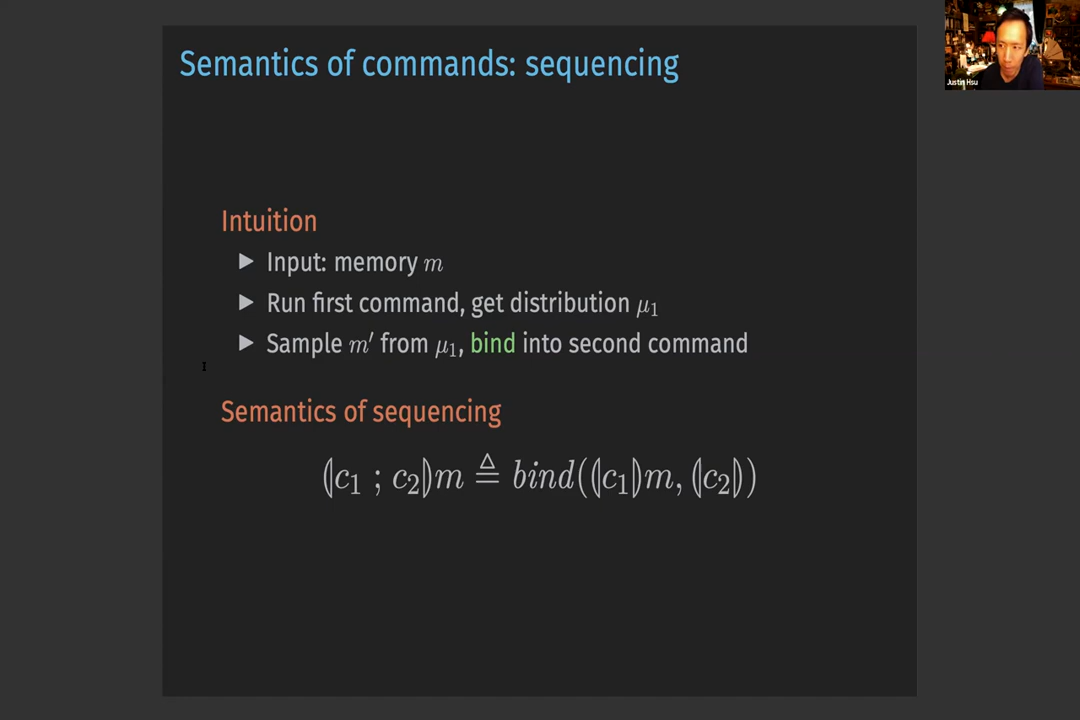 Semantics of commands: sequencing
Justin Hsu
Intuition
▶ Input: memory m
▶ Run first command, get distribution μ₁
▶ Sample m′ from μ₁, bind into second command
Semantics of sequencing
⦇c₁ ; c₂⦈m ≜ bind(⦇c₁⦈m, ⦇c₂⦈)